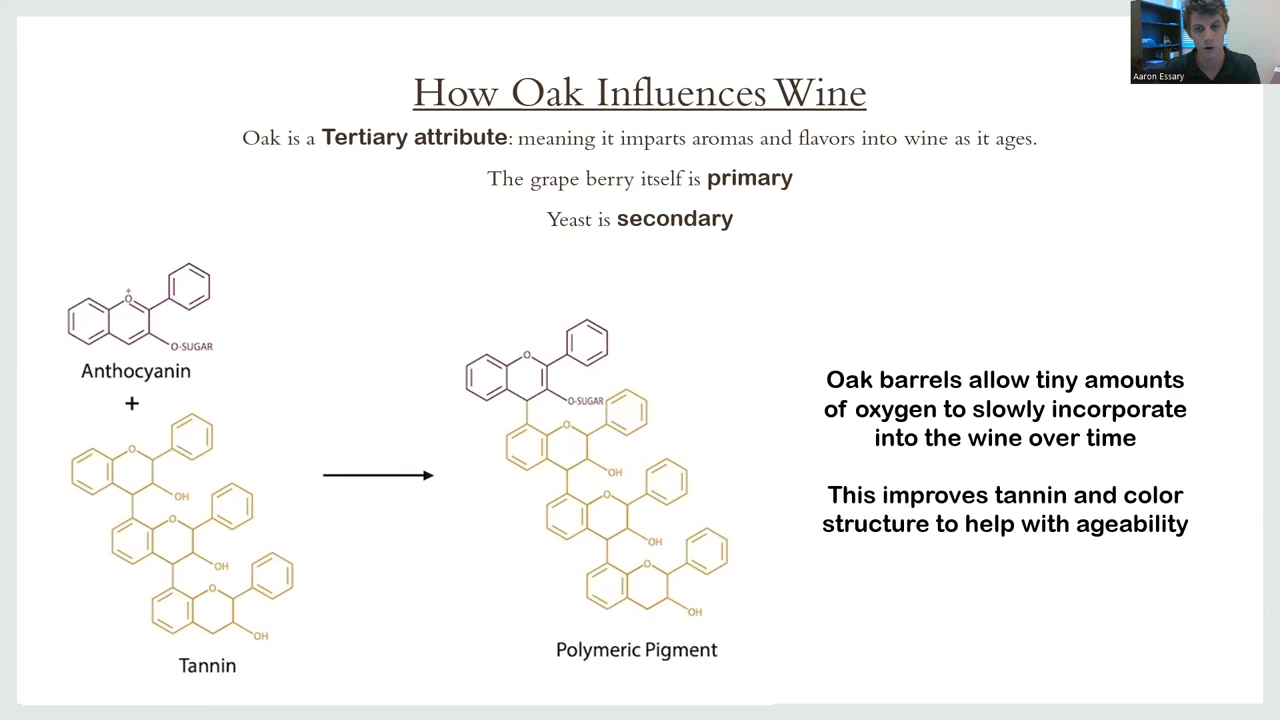 Aaron Essary
How Oak Influences Wine
Oak is a Tertiary attribute: meaning it imparts aromas and flavors into wine as it ages.
The grape berry itself is primary
Yeast is secondary
O
+
O-SUGAR
Anthocyanin
+
O
OH
O
OH
O
OH
Tannin
O
O-SUGAR
O
OH
O
OH
O
OH
Polymeric Pigment
Oak barrels allow tiny amounts
of oxygen to slowly incorporate
into the wine over time
This improves tannin and color
structure to help with ageability